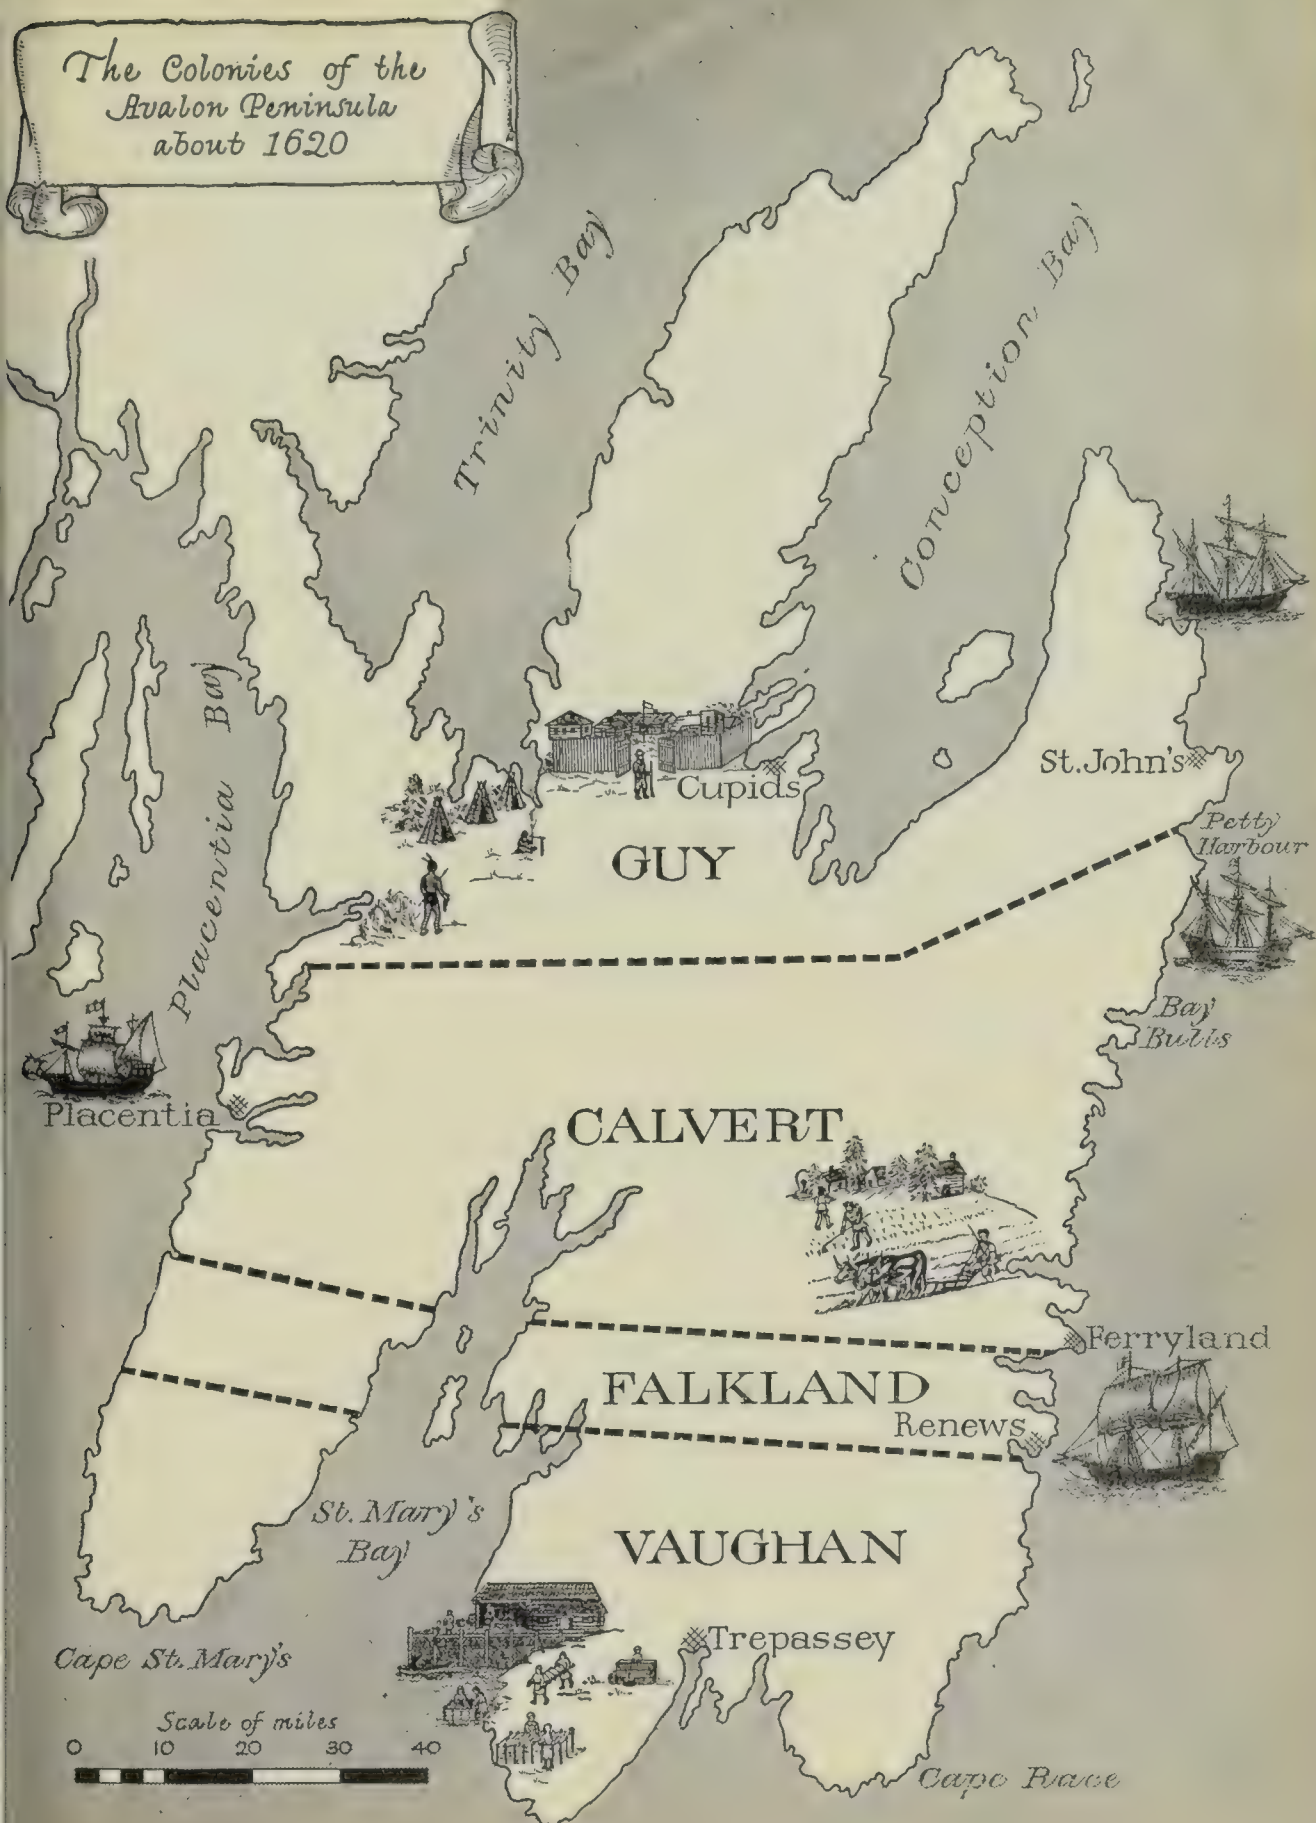 The Colonies of the
Avalon Peninsula
about 1620
Trinity Bay
Conception Bay
Placentia Bay
St. John's
Cupids
Petty
Harbour
GUY
Bay
Bulls
Placentia
CALVERT
Ferryland
FALKLAND
Renews
St. Mary's
Bay
VAUGHAN
Trepassey
Cape St. Mary's
Scale of miles
0 10 20 30 40
Cape Race